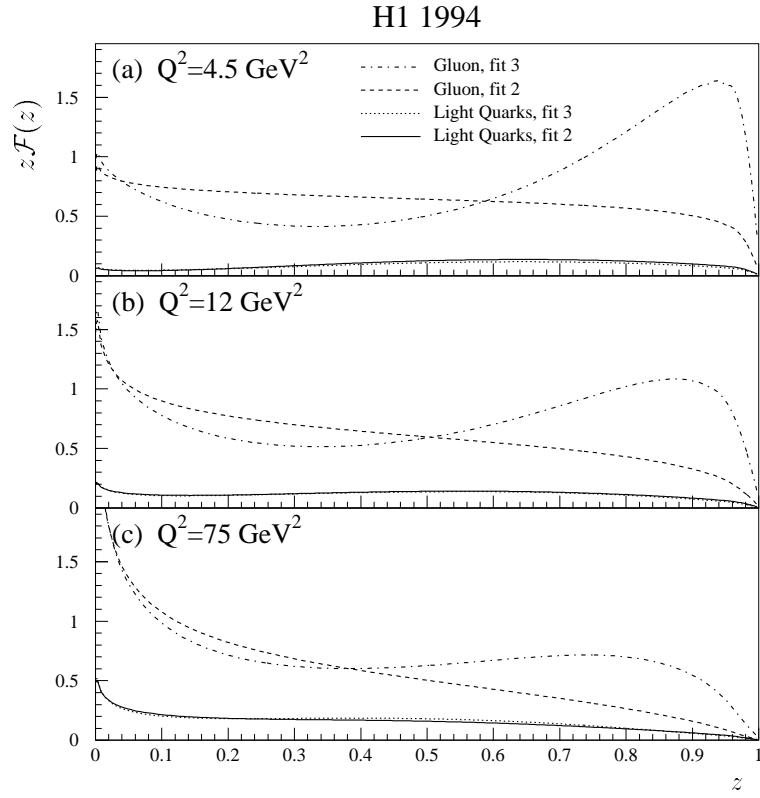 H1 1994
z𝓕(z)
(a) Q²=4.5 GeV²
Gluon, fit 3
Gluon, fit 2
Light Quarks, fit 3
Light Quarks, fit 2
1.5
1
0.5
0
(b) Q²=12 GeV²
1.5
1
0.5
0
(c) Q²=75 GeV²
1.5
1
0.5
0
0 0.1 0.2 0.3 0.4 0.5 0.6 0.7 0.8 0.9 1
z